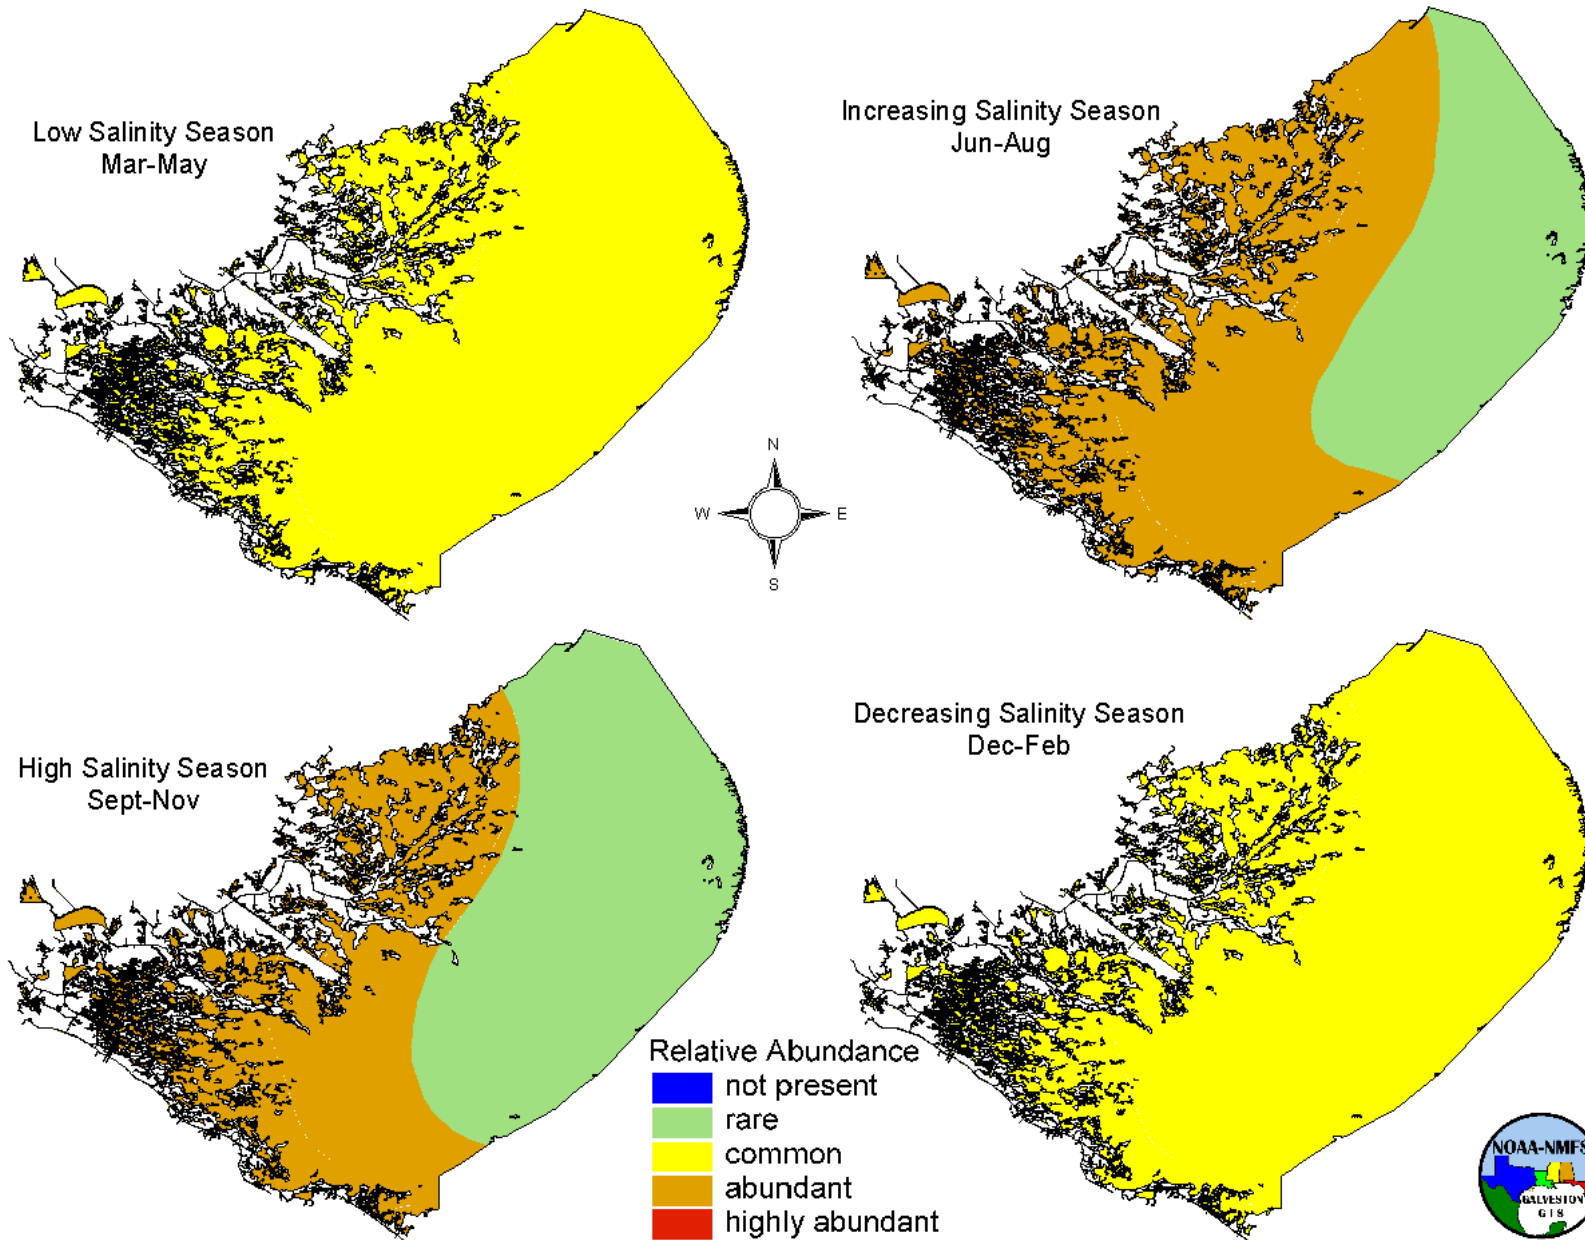 Low Salinity Season
Mar-May
Increasing Salinity Season
Jun-Aug
N
W
E
S
High Salinity Season
Sept-Nov
Decreasing Salinity Season
Dec-Feb
Relative Abundance
not present
rare
common
abundant
highly abundant
NOAA-NMFS
GALVESTON
GIS